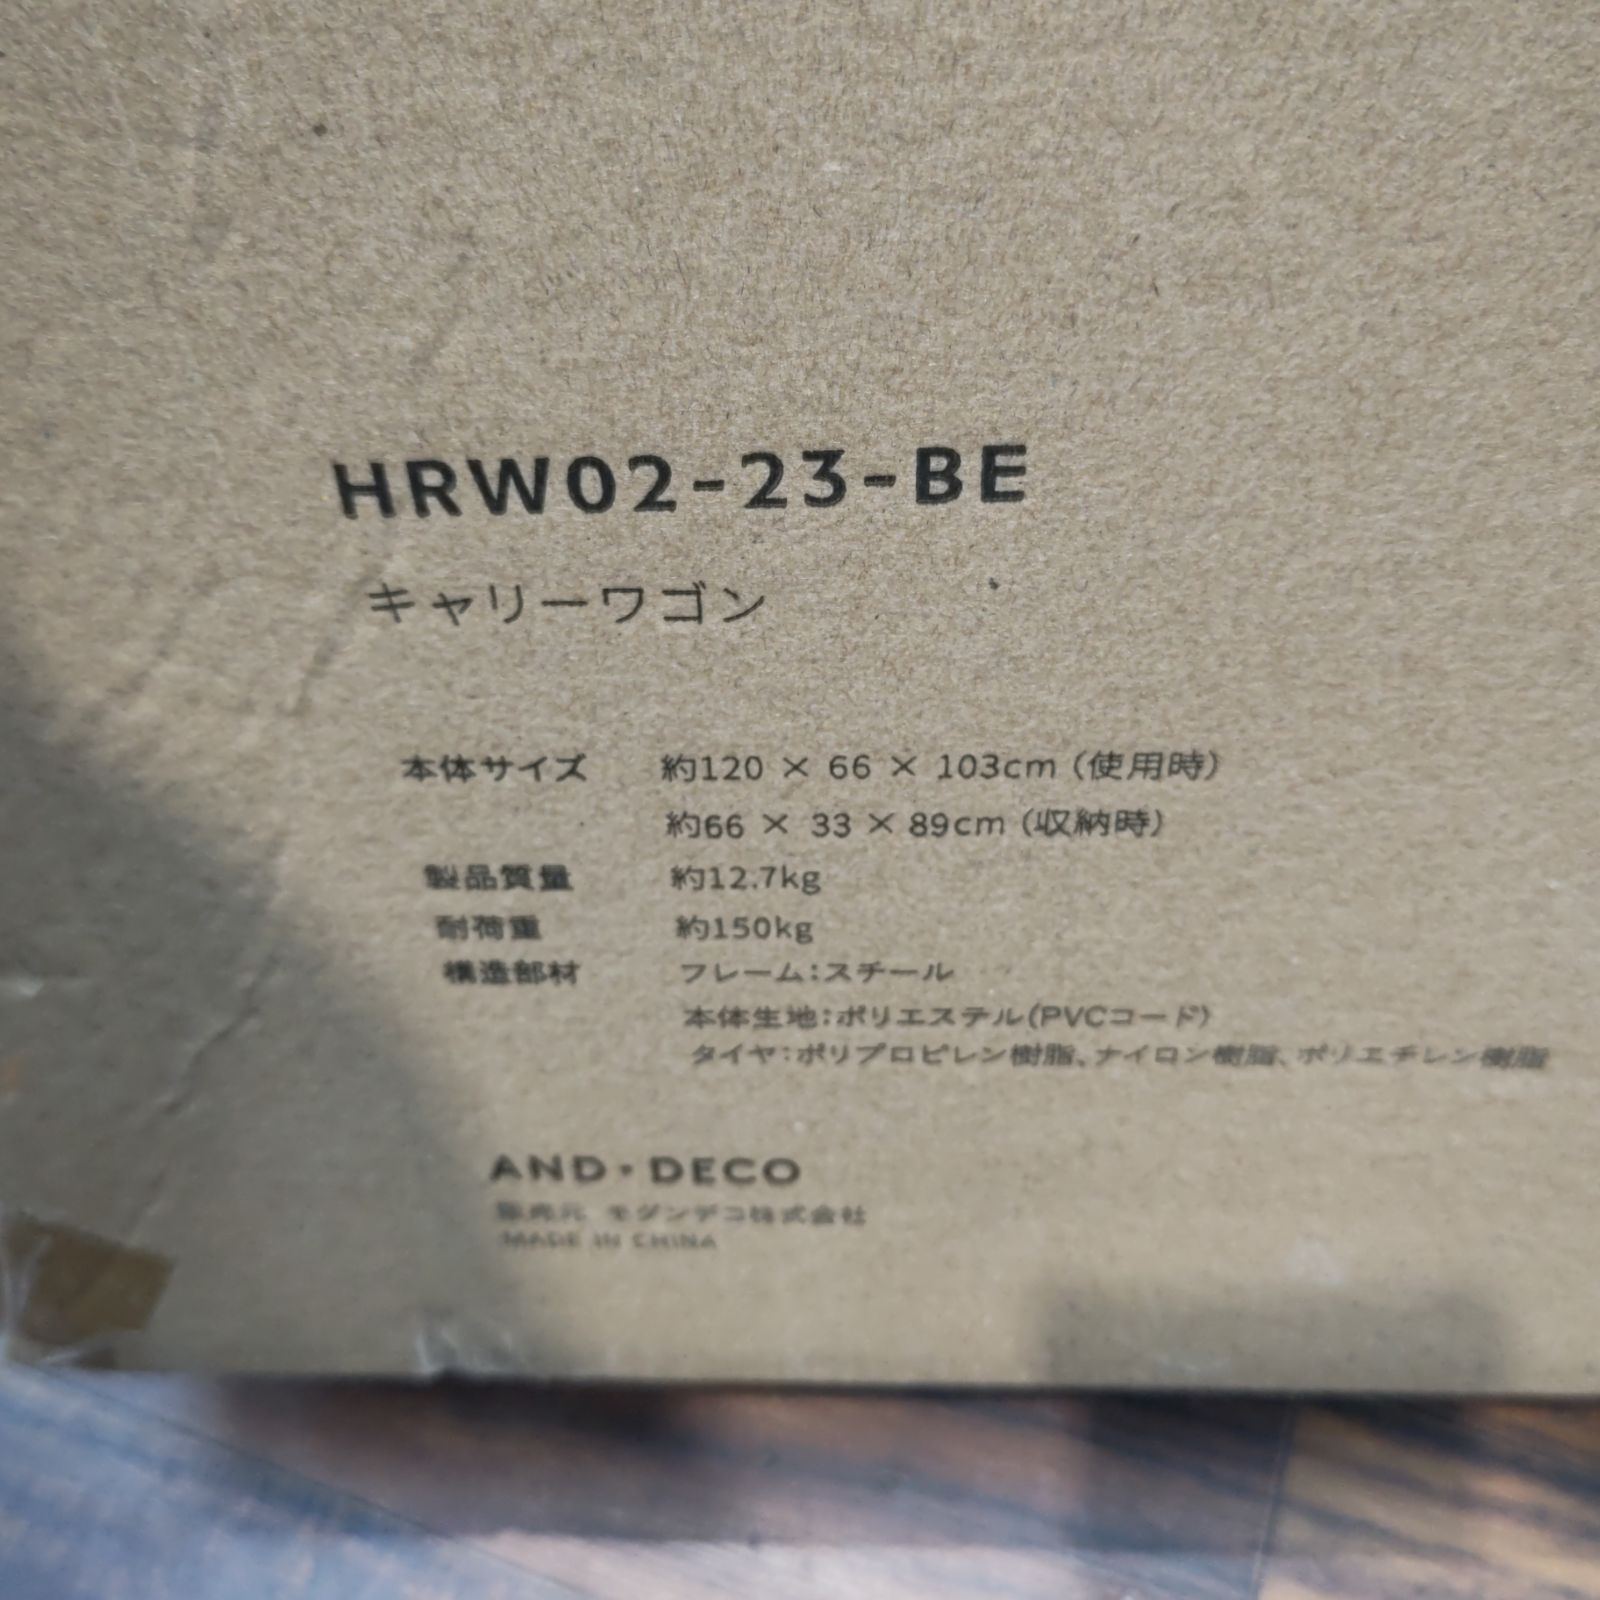 HRW02-23-BE
キャリーワゴン
本体サイズ 約120 × 66 × 103cm（使用時）
約66 × 33 × 89cm（収納時）
製品質量 約12.7kg
耐荷重 約150kg
構造部材 フレーム：スチール
本体生地：ポリエステル(PVCコード)
タイヤ：ポリプロピレン樹脂、ナイロン樹脂、ポリエチレン樹脂
AND・DECO
販売元 モダンデコ株式会社
MADE IN CHINA